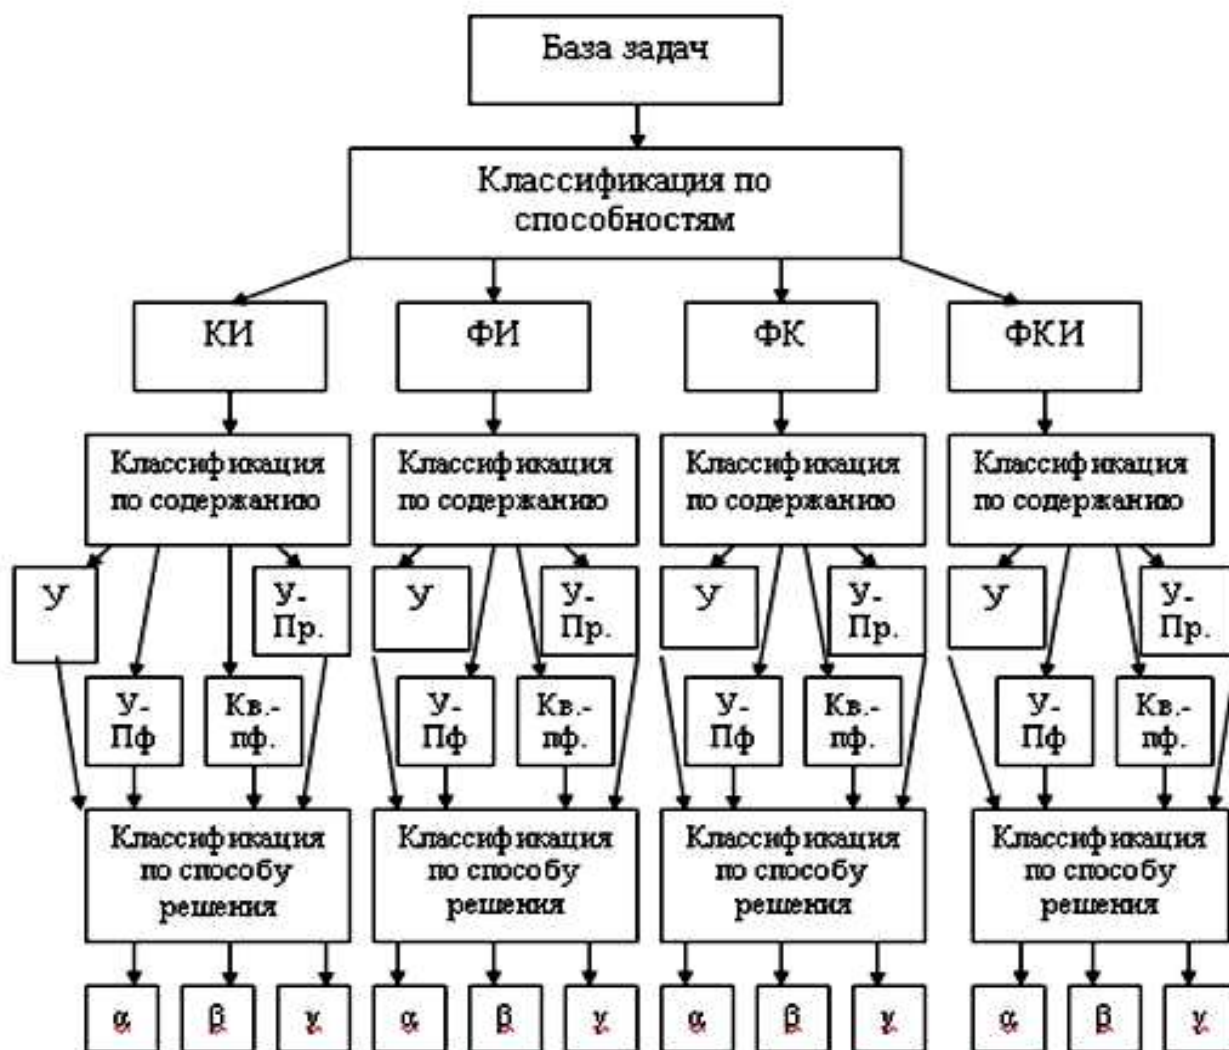 База задач
Классификация по
способностям
КИ
ФИ
ФК
ФКИ
Классификация
по содержанию
Классификация
по содержанию
Классификация
по содержанию
Классификация
по содержанию
У
У-
Пр.
У
У-
Пр.
У
У-
Пр.
У
У-
Пр.
У-
Пф
Кв.-
пф.
У-
Пф
Кв.-
пф.
У-
Пф
Кв.-
пф.
У-
Пф
Кв.-
пф.
Классификация
по способу
решения
Классификация
по способу
решения
Классификация
по способу
решения
Классификация
по способу
решения
α
β
γ
α
β
γ
α
β
γ
α
β
γ